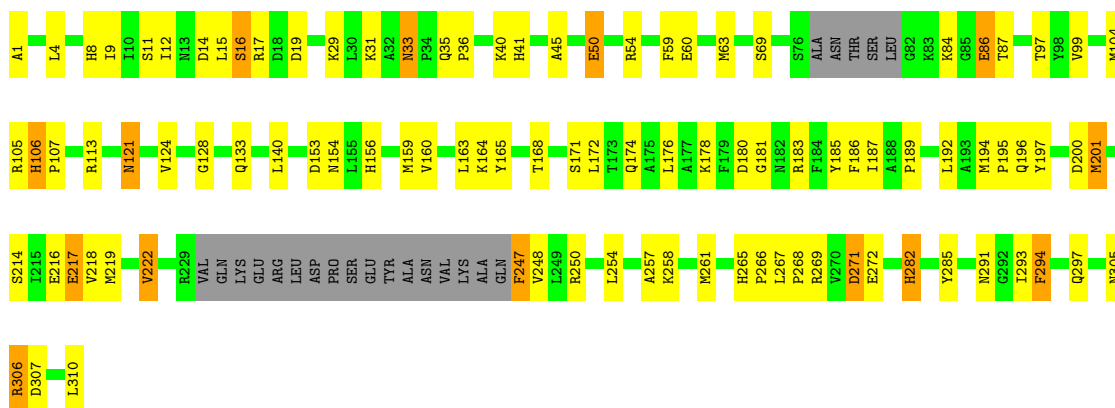 A1 L4 H8 I9 I10 S11 I12 N13 D14 L15 S16 R17 D18 D19 K29 L30 K31 A32 N33 P34 Q35 P36 K40 H41 A45 E50 R54 F59 E60 M63 S69 S76 ALA ASN THR SER LEU G82 K83 K84 G85 E86 T87 T97 Y98 V99 M104
R105 H106 P107 R113 N121 V124 G128 Q133 L140 D153 N154 L155 H156 M159 V160 L163 K164 Y165 T168 S171 L172 T173 Q174 A175 L176 A177 K178 F179 D180 G181 N182 R183 F184 Y185 F186 I187 A188 P189 L192 A193 M194 P195 Q196 Y197 D200 M201
S214 I215 E216 E217 V218 M219 V222 R229 VAL GLN LYS GLU ARG LEU ASP PRO SER GLU TYR ALA ASN VAL LYS ALA GLN F247 V248 L249 R250 L254 A257 K258 M261 H265 P266 L267 P268 R269 V270 D271 E272 H282 Y285 N291 G292 I293 F294 Q297 N305
R306 D307 L310